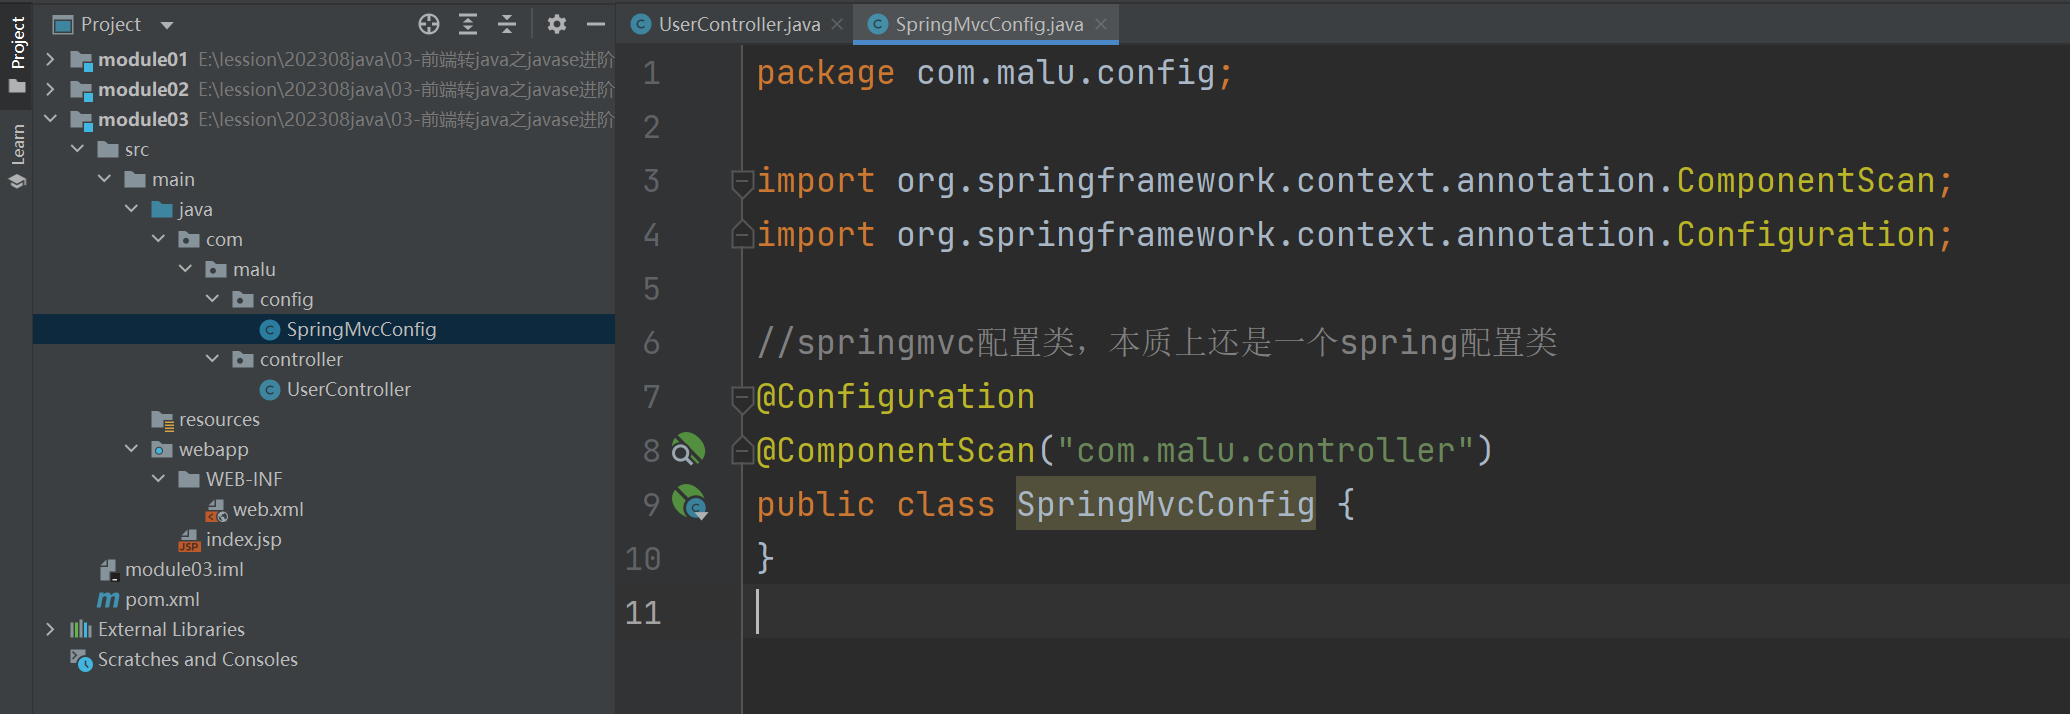 Project
Learn
Project
module01 E:\lession\202308java\03-前端转java之javase进阶
module02 E:\lession\202308java\03-前端转java之javase进阶
module03 E:\lession\202308java\03-前端转java之javase进阶
src
main
java
com
malu
config
SpringMvcConfig
controller
UserController
resources
webapp
WEB-INF
web.xml
index.jsp
module03.iml
pom.xml
External Libraries
Scratches and Consoles
UserController.java SpringMvcConfig.java
1 package com.malu.config;
2
3 import org.springframework.context.annotation.ComponentScan;
4 import org.springframework.context.annotation.Configuration;
5
6 //springmvc配置类，本质上还是一个spring配置类
7 @Configuration
8 @ComponentScan("com.malu.controller")
9 public class SpringMvcConfig {
10 }
11